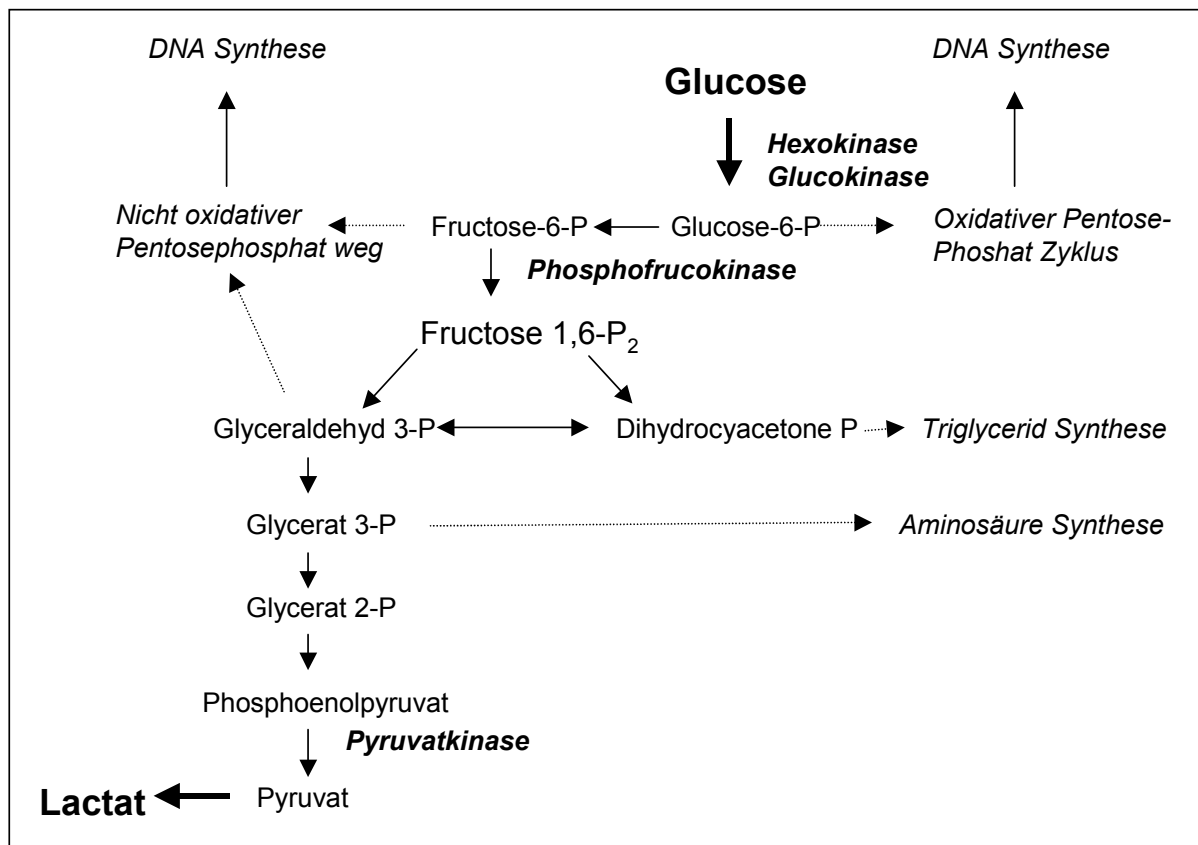 DNA Synthese
DNA Synthese
Glucose
Hexokinase
Glucokinase
Nicht oxidativer
Pentosephosphat weg
Fructose-6-P
Glucose-6-P
Oxidativer Pentose-
Phoshat Zyklus
Phosphofrucokinase
Fructose 1,6-P2
Glyceraldehyd 3-P
Dihydrocyacetone P
Triglycerid Synthese
Glycerat 3-P
Aminosäure Synthese
Glycerat 2-P
Phosphoenolpyruvat
Pyruvatkinase
Lactat
Pyruvat